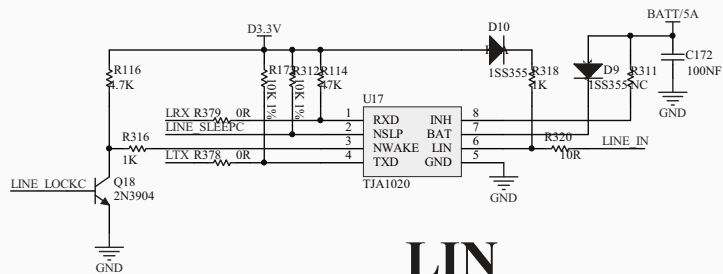 BATT/5A
D3.3V
D10
1SS355
R116
4.7K
R17
10K 1%
R312
10K 1%
R114
47K
R318
1K
D9
1SS355
R311
NC
C172
100NF
GND
U17
LRX R379 0R
1 RXD INH 8
LINE_SLEEPC
2 NSLP BAT 7
R316
1K
3 NWAKE LIN 6
R320
10R
LINE_IN
LTX R378 0R
4 TXD GND 5
TJA1020
GND
LINE_LOCKC
Q18
2N3904
GND
LIN